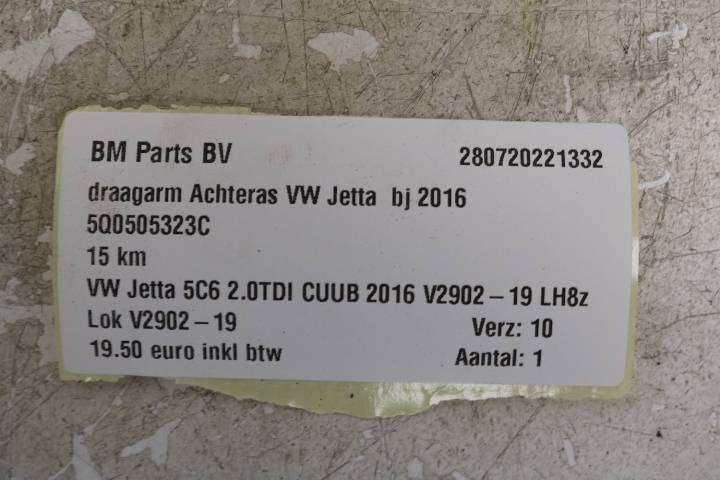 BM Parts BV 280720221332
draagarm Achteras VW Jetta bj 2016
5Q0505323C
15 km
VW Jetta 5C6 2.0TDI CUUB 2016 V2902 – 19 LH8z
Lok V2902 – 19 Verz: 10
19.50 euro inkl btw Aantal: 1